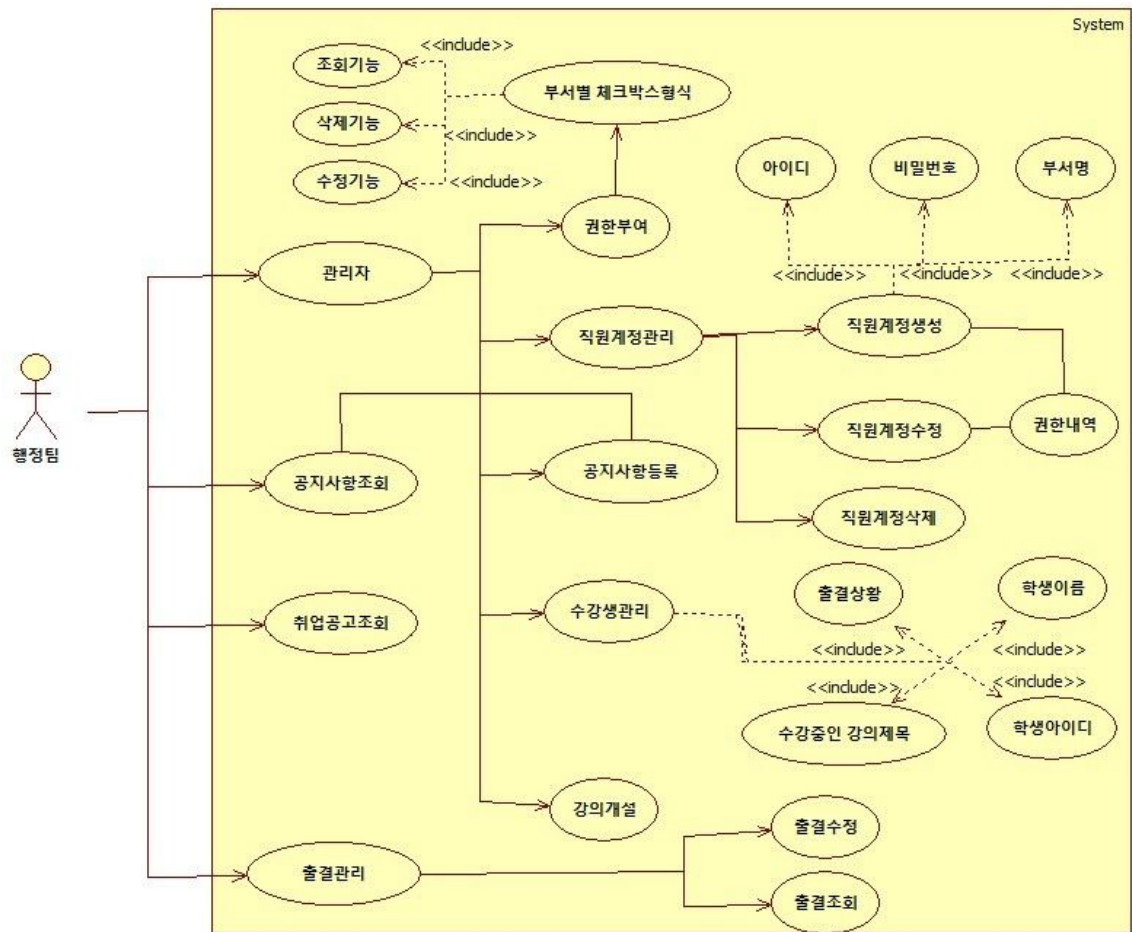 System
<<include>>
조회기능
부서별 체크박스형식
삭제기능
<<include>>
수정기능
<<include>>
아이디
비밀번호
부서명
권한부여
관리자
<<include>>
<<include>>
<<include>>
직원계정관리
직원계정생성
행정팀
직원계정수정
권한내역
공지사항조회
공지사항등록
직원계정삭제
출결상황
학생이름
취업공고조회
수강생관리
<<include>>
<<include>>
<<include>>
<<include>>
수강중인 강의제목
학생아이디
강의개설
출결수정
출결관리
출결조회